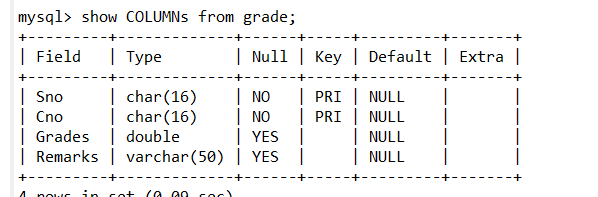 mysql> show COLUMNs from grade;
+---------+-------------+------+-----+---------+-------+
| Field | Type | Null | Key | Default | Extra |
+---------+-------------+------+-----+---------+-------+
| Sno | char(16) | NO | PRI | NULL | |
| Cno | char(16) | NO | PRI | NULL | |
| Grades | double | YES | | NULL | |
| Remarks | varchar(50) | YES | | NULL | |
+---------+-------------+------+-----+---------+-------+
4 rows in set (0.09 sec)